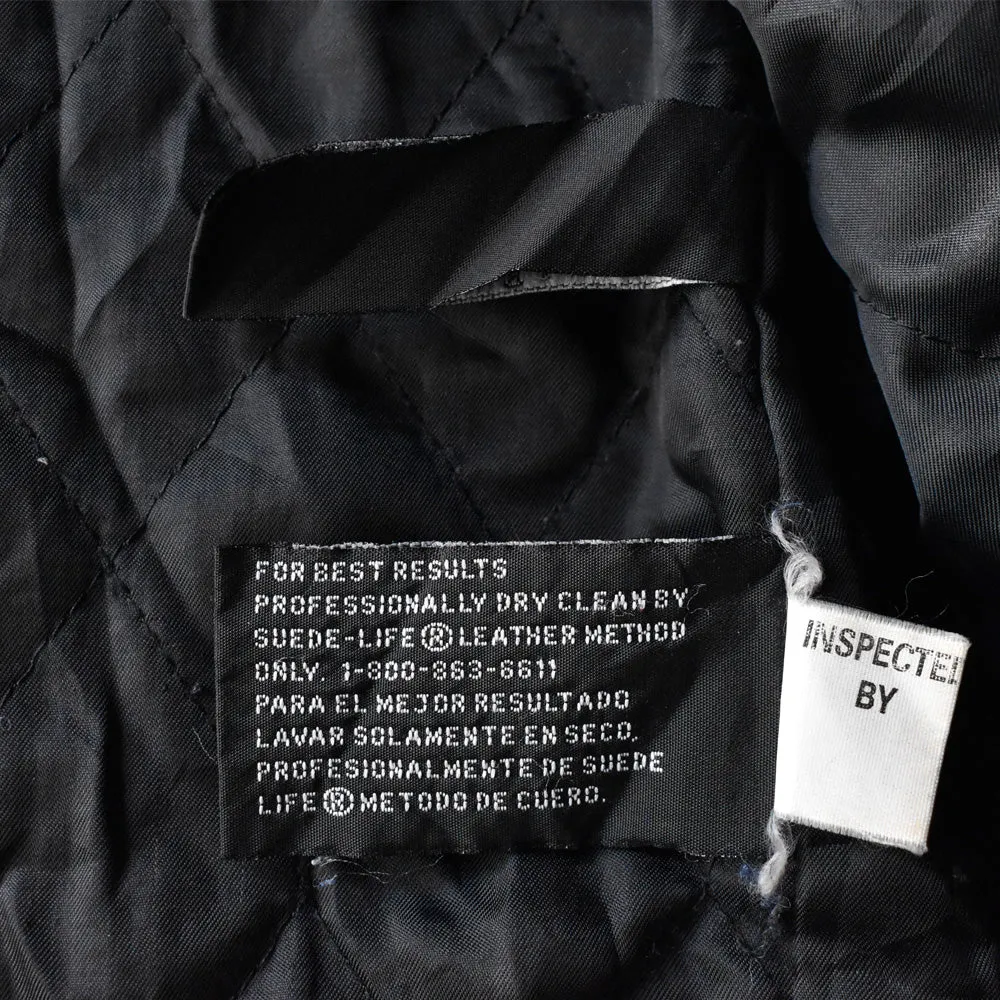 FOR BEST RESULTS
PROFESSIONALLY DRY CLEAN BY
SUEDE-LIFE® LEATHER METHOD
ONLY. 1-800-863-6611
PARA EL MEJOR RESULTADO
LAVAR SOLAMENTE EN SECO.
PROFESIONALMENTE DE SUEDE
LIFE® METODO DE CUERO.
INSPECTED
BY